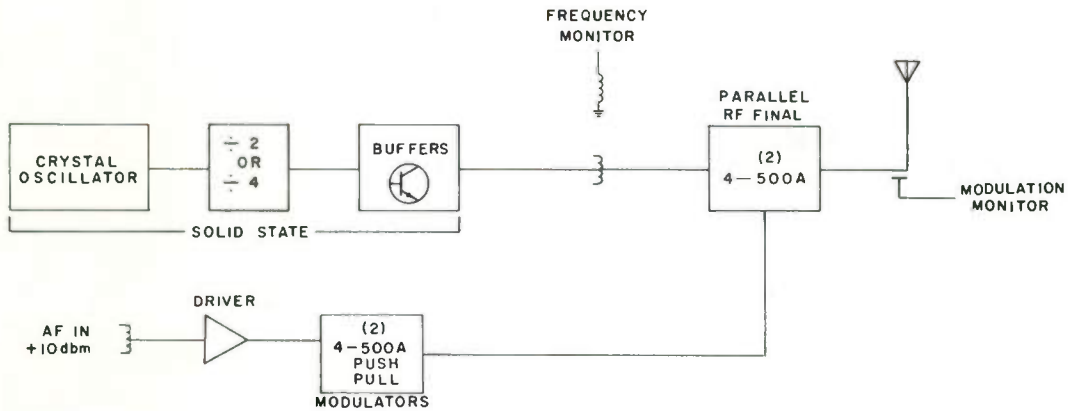 FREQUENCY
MONITOR
PARALLEL
RF FINAL
CRYSTAL
OSCILLATOR
÷ 2
OR
÷ 4
BUFFERS
(2)
4-500A
MODULATION
MONITOR
SOLID STATE
DRIVER
AF IN
+10dbm
(2)
4-500A
PUSH
PULL
MODULATORS